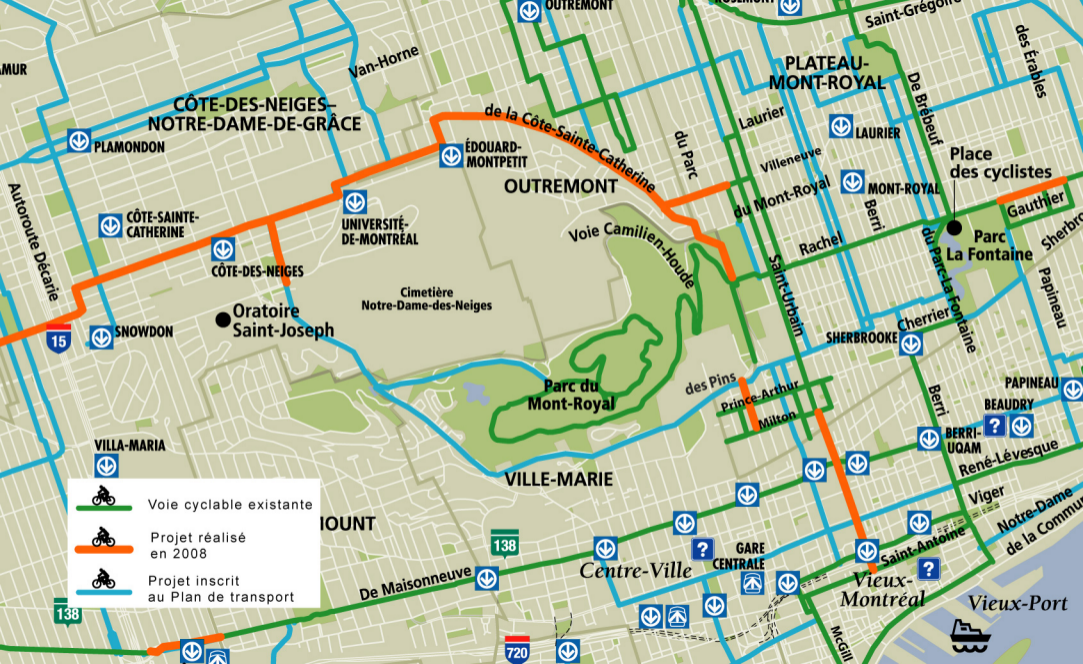 OUTREMONT
Saint-Grégoire
AMUR
Van-Horne
des Érables
PLATEAU-
MONT-ROYAL
CÔTE-DES-NEIGES–
NOTRE-DAME-DE-GRÂCE
De Brébeuf
de la Côte-Sainte-Catherine
Laurier
LAURIER
PLAMONDON
ÉDOUARD-
MONTPETIT
du Parc
Villeneuve
Place
des cyclistes
OUTREMONT
du Mont-Royal
MONT-ROYAL
Autoroute Décarie
CÔTE-SAINTE-
CATHERINE
UNIVERSITÉ-
DE-MONTRÉAL
Voie Camilien-Houde
Berri
Gauthier
Rachel
Parc
La Fontaine
CÔTE-DES-NEIGES
Saint-Urbain
du Parc-La Fontaine
Papineau
Cimetière
Notre-Dame-des-Neiges
Oratoire
Saint-Joseph
15
SNOWDON
Cherrier
SHERBROOKE
Parc du
Mont-Royal
des Pins
Prince-Arthur
Milton
Berri
PAPINEAU
BEAUDRY
?
BERRI-
UQAM
VILLA-MARIA
René-Lévesque
VILLE-MARIE
Viger
Voie cyclable existante
Projet réalisé
en 2008
Projet inscrit
au Plan de transport
MOUNT
138
Notre-Dame
?
GARE
CENTRALE
Saint-Antoine
?
De Maisonneuve
Centre-Ville
Vieux-
Montréal
Vieux-Port
138
McGill
720